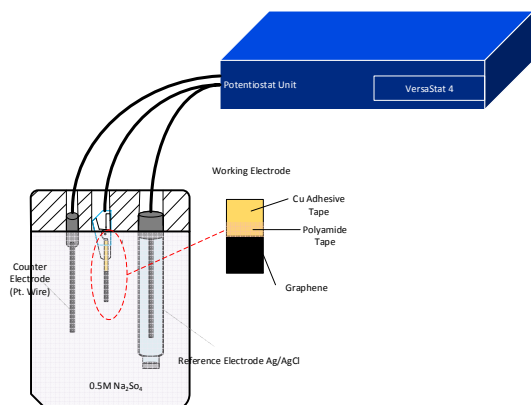 Potentiostat Unit
VersaStat 4
Working Electrode
Cu Adhesive
Tape
Polyamide
Tape
Graphene
Counter
Electrode
(Pt. Wire)
Reference Electrode Ag/AgCl
0.5M Na₂So₄